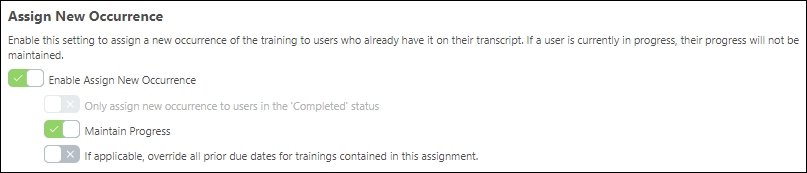 Assign New Occurrence
Enable this setting to assign a new occurrence of the training to users who already have it on their transcript. If a user is currently in progress, their progress will not be
maintained.
Enable Assign New Occurrence
Only assign new occurrence to users in the 'Completed' status
Maintain Progress
If applicable, override all prior due dates for trainings contained in this assignment.